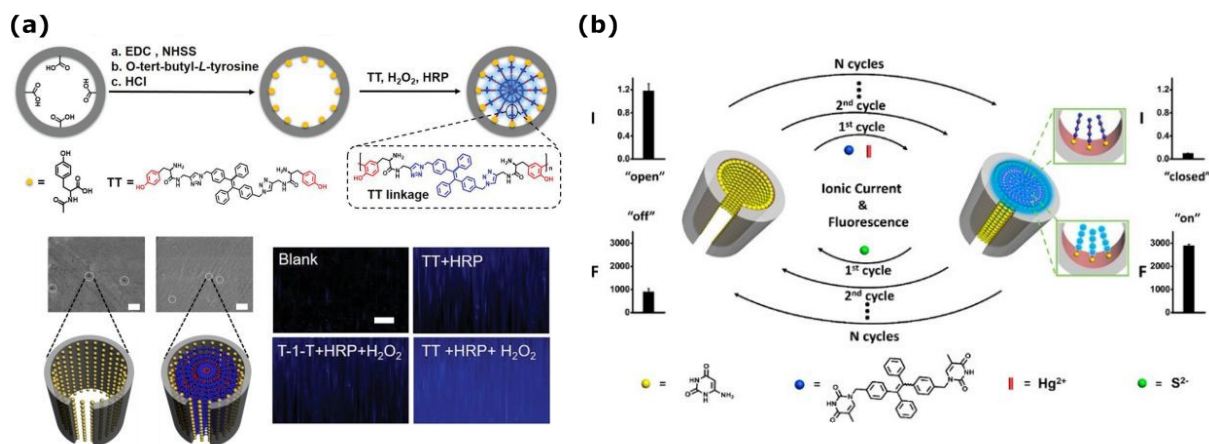 (a)
a. EDC , NHSS
b. O-tert-butyl-L-tyrosine
c. HCl
TT, H₂O₂, HRP
=
TT =
TT linkage
Blank
TT+HRP
T-1-T+HRP+H₂O₂
TT +HRP+ H₂O₂
(b)
I
1.2
0.8
0.4
0.0
"open"
"off"
F
3000
2000
1000
0
N cycles
2nd cycle
1st cycle
Ionic Current
&
Fluorescence
1st cycle
2nd cycle
N cycles
I
1.2
0.8
0.4
0.0
"closed"
"on"
F
3000
2000
1000
0
=
=
= Hg²⁺
= S²⁻